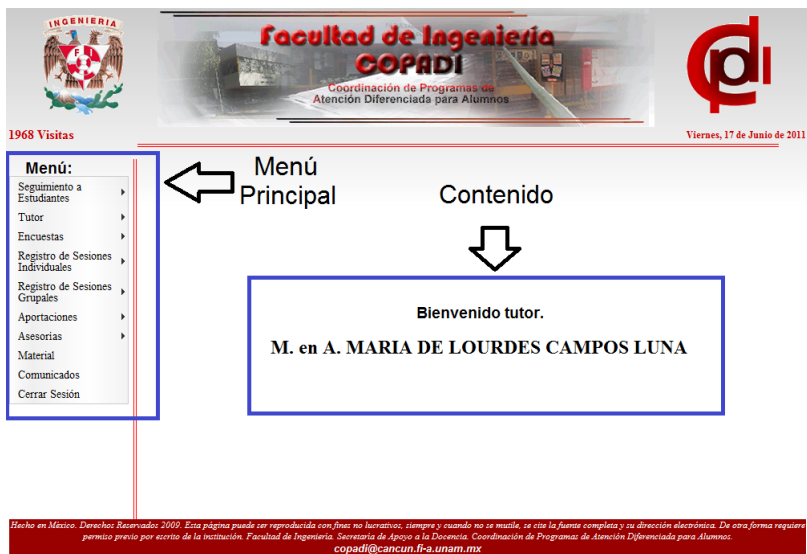 INGENIERIA
Facultad de Ingeniería
COPADI
Coordinación de Programas de
Atención Diferenciada para Alumnos
1968 Visitas
Viernes, 17 de Junio de 2011
Menú:
Seguimiento a
Estudiantes
Tutor
Encuestas
Registro de Sesiones
Individuales
Registro de Sesiones
Grupales
Aportaciones
Asesorias
Material
Comunicados
Cerrar Sesión
Menú
Principal
Contenido
Bienvenido tutor.
M. en A. MARIA DE LOURDES CAMPOS LUNA
Hecho en México. Derechos Reservados 2009. Esta página puede ser reproducida con fines no lucrativos, siempre y cuando no se mutile, se cite la fuente completa y su dirección electrónica. De otra forma requiere
permiso previo por escrito de la institución. Facultad de Ingeniería. Secretaría de Apoyo a la Docencia. Coordinación de Programas de Atención Diferenciada para Alumnos.
copadi@cancun.fi-a.unam.mx